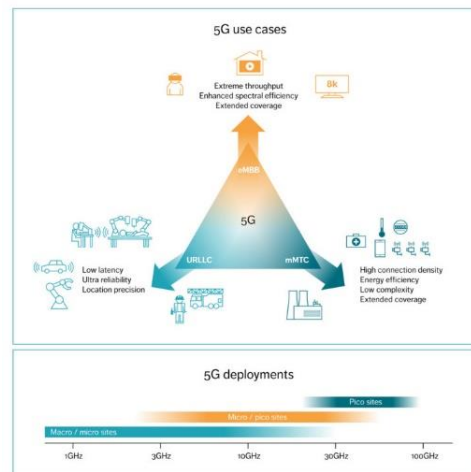 5G use cases
8k
Extreme throughput
Enhanced spectral efficiency
Extended coverage
eMBB
5G
URLLC
mMTC
Low latency
Ultra reliability
Location precision
High connection density
Energy efficiency
Low complexity
Extended coverage
5G deployments
Pico sites
Micro / pico sites
Macro / micro sites
1GHz
3GHz
10GHz
30GHz
100GHz